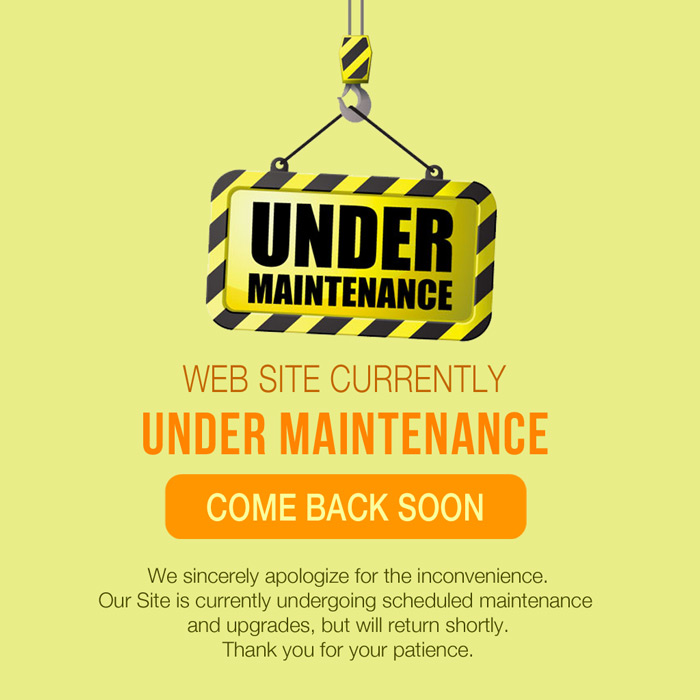 UNDER
MAINTENANCE
WEB SITE CURRENTLY
UNDER MAINTENANCE
COME BACK SOON
We sincerely apologize for the inconvenience.
Our Site is currently undergoing scheduled maintenance
and upgrades, but will return shortly.
Thank you for your patience.